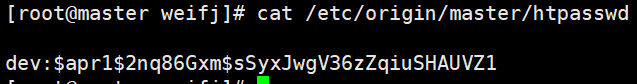 [root@master weifj]# cat /etc/origin/master/htpasswd
dev:$apr1$2nq86Gxm$sSyxJwgV36zZqiuSHAUVZ1